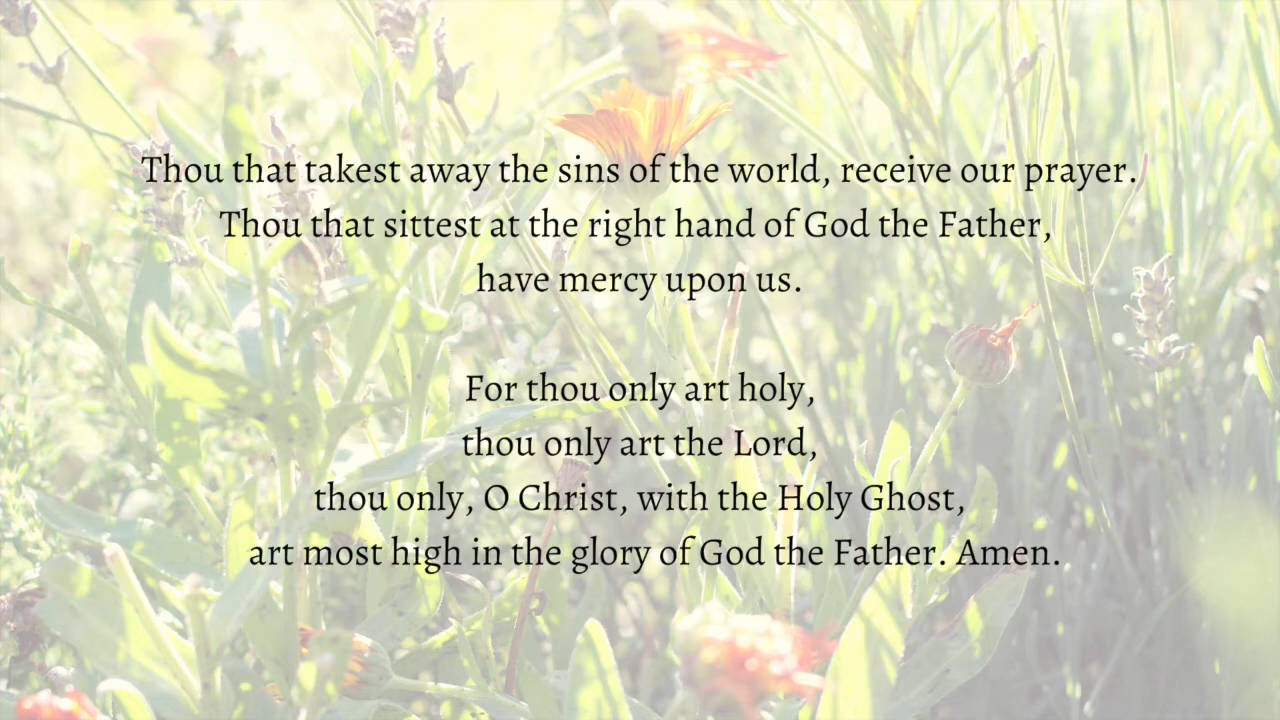 Thou that takest away the sins of the world, receive our prayer.
Thou that sittest at the right hand of God the Father,
have mercy upon us.
For thou only art holy,
thou only art the Lord,
thou only, O Christ, with the Holy Ghost,
art most high in the glory of God the Father. Amen.